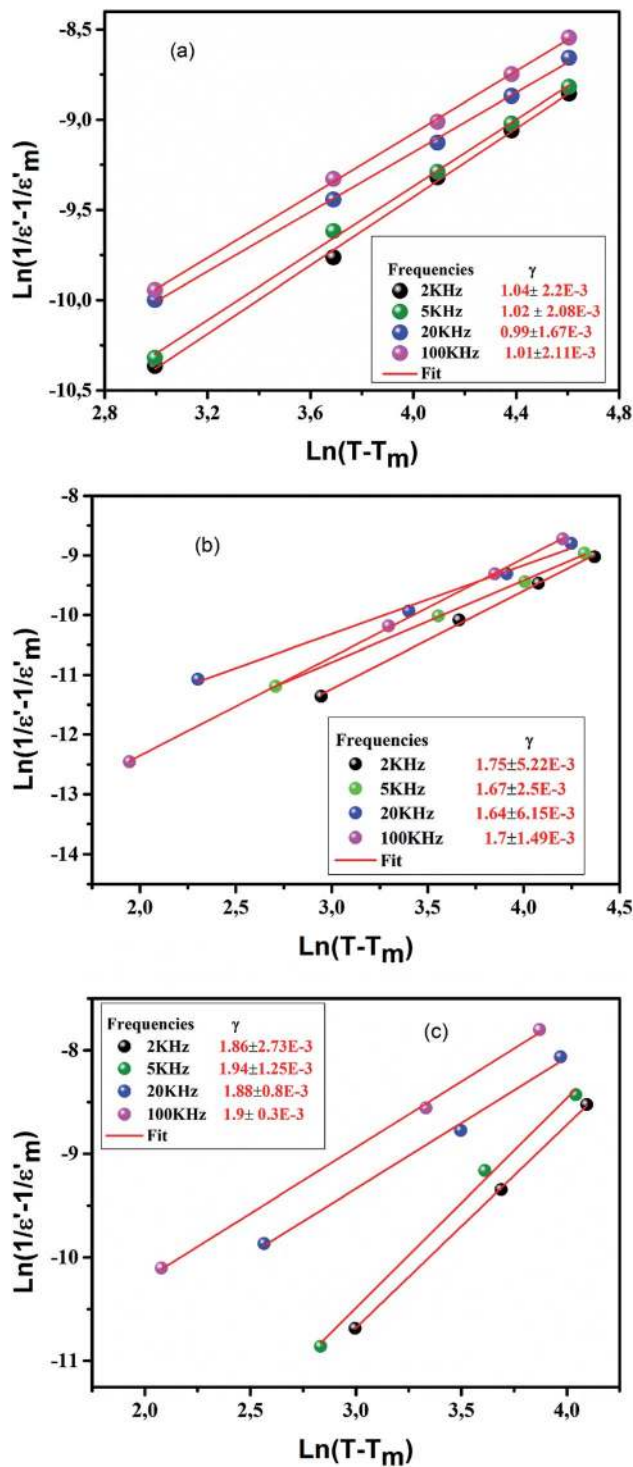 (a)
Ln(1/ε'-1/ε'm)
-8,5
-9,0
-9,5
-10,0
-10,5
Frequencies γ
2KHz 1.04± 2.2E-3
5KHz 1.02 ± 2.08E-3
20KHz 0.99±1.67E-3
100KHz 1.01±2.11E-3
Fit
2,8 3,2 3,6 4,0 4,4 4,8
Ln(T-Tm)
(b)
Ln(1/ε'-1/ε'm)
-8
-9
-10
-11
-12
-13
-14
Frequencies γ
2KHz 1.75±5.22E-3
5KHz 1.67±2.5E-3
20KHz 1.64±6.15E-3
100KHz 1.7±1.49E-3
Fit
2,0 2,5 3,0 3,5 4,0 4,5
Ln(T-Tm)
(c)
Ln(1/ε'-1/ε'm)
-8
-9
-10
-11
Frequencies γ
2KHz 1.86±2.73E-3
5KHz 1.94±1.25E-3
20KHz 1.88±0.8E-3
100KHz 1.9± 0.3E-3
Fit
2,0 2,5 3,0 3,5 4,0
Ln(T-Tm)